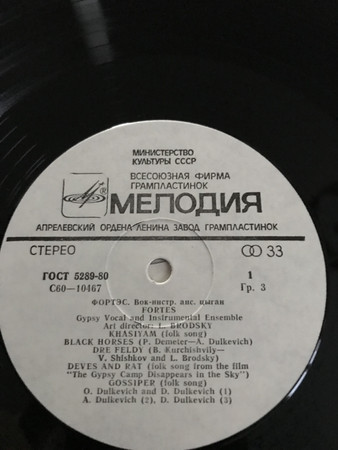 МИНИСТЕРСТВО
КУЛЬТУРЫ СССР
ВСЕСОЮЗНАЯ ФИРМА
ГРАМПЛАСТИНОК
® МЕЛОДИЯ
АПРЕЛЕВСКИЙ ОРДЕНА ЛЕНИНА ЗАВОД ГРАМПЛАСТИНОК
СТЕРЕО 33
ГОСТ 5289-80 1
С60—10467 Гр. 3
ФОРТЭС. Вок-инстр. анс. цыган
FORTES
Gypsy Vocal and Instrumental Ensemble
Art director: L. BRODSKY
KHASIYAM (folk song)
BLACK HORSES (P. Demeter—A. Dulkevich)
DRE FELDY (B. Kurchishvily—
V. Shishkov and L. Brodsky)
DEVES AND RAT (folk song from the film
"The Gypsy Camp Disappears in the Sky")
GOSSIPER (folk song)
O. Dulkevich and D. Dulkevich (1)
A. Dulkevich (2), D. Dulkevich (3)